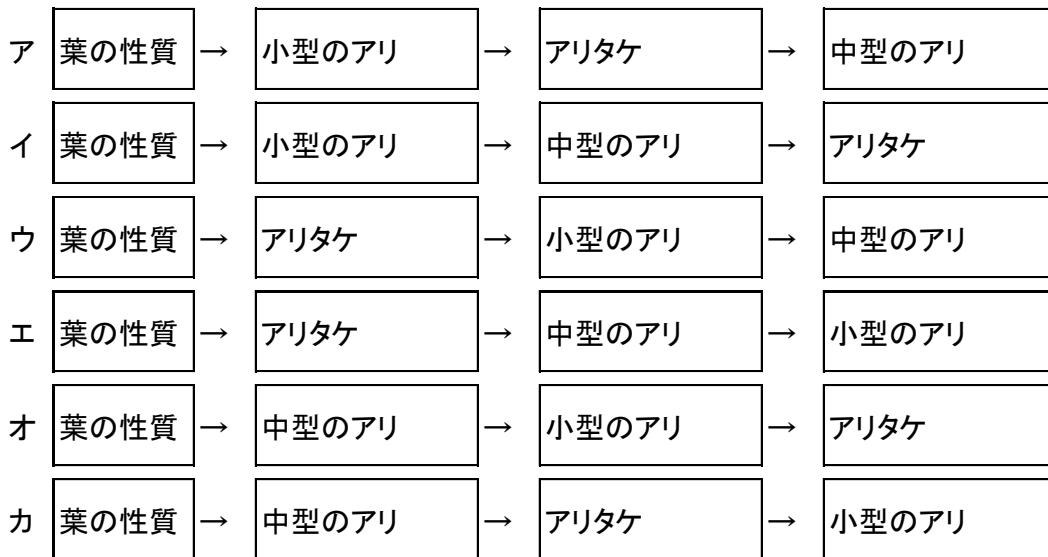 ア 葉の性質 → 小型のアリ → アリタケ → 中型のアリ
イ 葉の性質 → 小型のアリ → 中型のアリ → アリタケ
ウ 葉の性質 → アリタケ → 小型のアリ → 中型のアリ
エ 葉の性質 → アリタケ → 中型のアリ → 小型のアリ
オ 葉の性質 → 中型のアリ → 小型のアリ → アリタケ
カ 葉の性質 → 中型のアリ → アリタケ → 小型のアリ